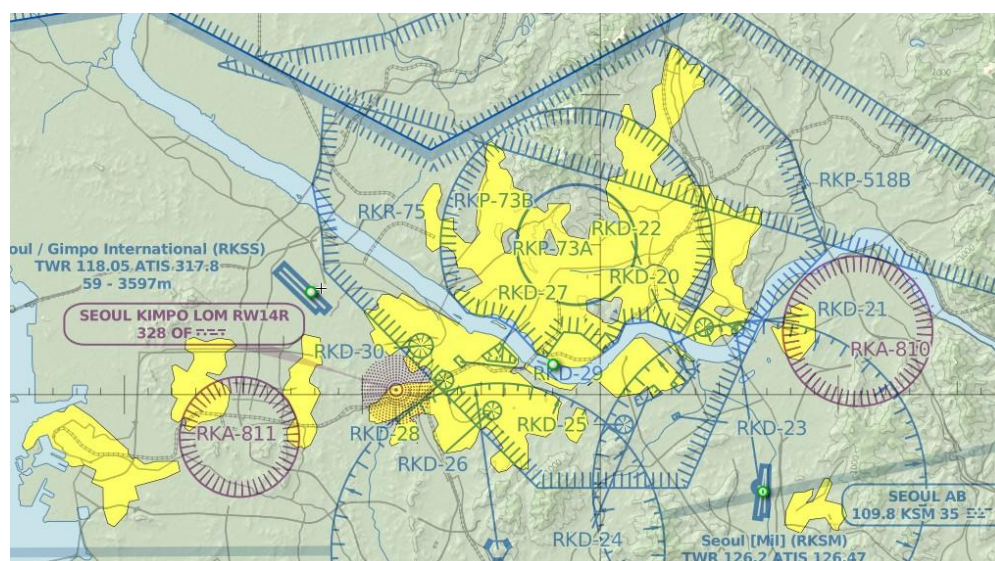 RKP-518B
RKR-75
RKP-73B
RKD-22
RKP-73A
RKD-20
oul / Gimpo International (RKSS)
TWR 118.05 ATIS 317.8
59 - 3597m
RKD-27
SEOUL KIMPO LOM RW14R
328 OF
RKD-21
RKD-30
RKA-810
RKD-29
RKA-811
RKD-28
RKD-25
RKD-23
RKD-26
SEOUL AB
109.8 KSM 35
RKD-24
Seoul [Mil] (RKSM)
TWR 126.2 ATIS 126.47